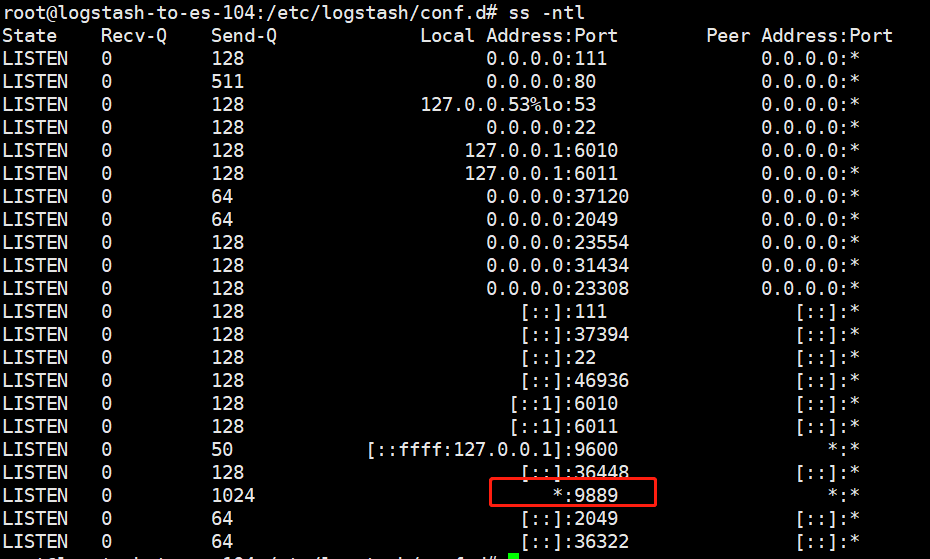 root@logstash-to-es-104:/etc/logstash/conf.d# ss -ntl
State Recv-Q Send-Q Local Address:Port Peer Address:Port
LISTEN 0 128 0.0.0.0:111 0.0.0.0:*
LISTEN 0 511 0.0.0.0:80 0.0.0.0:*
LISTEN 0 128 127.0.0.53%lo:53 0.0.0.0:*
LISTEN 0 128 0.0.0.0:22 0.0.0.0:*
LISTEN 0 128 127.0.0.1:6010 0.0.0.0:*
LISTEN 0 128 127.0.0.1:6011 0.0.0.0:*
LISTEN 0 64 0.0.0.0:37120 0.0.0.0:*
LISTEN 0 64 0.0.0.0:2049 0.0.0.0:*
LISTEN 0 128 0.0.0.0:23554 0.0.0.0:*
LISTEN 0 128 0.0.0.0:31434 0.0.0.0:*
LISTEN 0 128 0.0.0.0:23308 0.0.0.0:*
LISTEN 0 128 [::]:111 [::]:*
LISTEN 0 128 [::]:37394 [::]:*
LISTEN 0 128 [::]:22 [::]:*
LISTEN 0 128 [::]:46936 [::]:*
LISTEN 0 128 [::1]:6010 [::]:*
LISTEN 0 128 [::1]:6011 [::]:*
LISTEN 0 50 [::ffff:127.0.0.1]:9600 *:*
LISTEN 0 128 [::]:36448 [::]:*
LISTEN 0 1024 *:9889 *:*
LISTEN 0 64 [::]:2049 [::]:*
LISTEN 0 64 [::]:36322 [::]:*
root@logstash-to-es-104:/etc/logstash/conf.d#